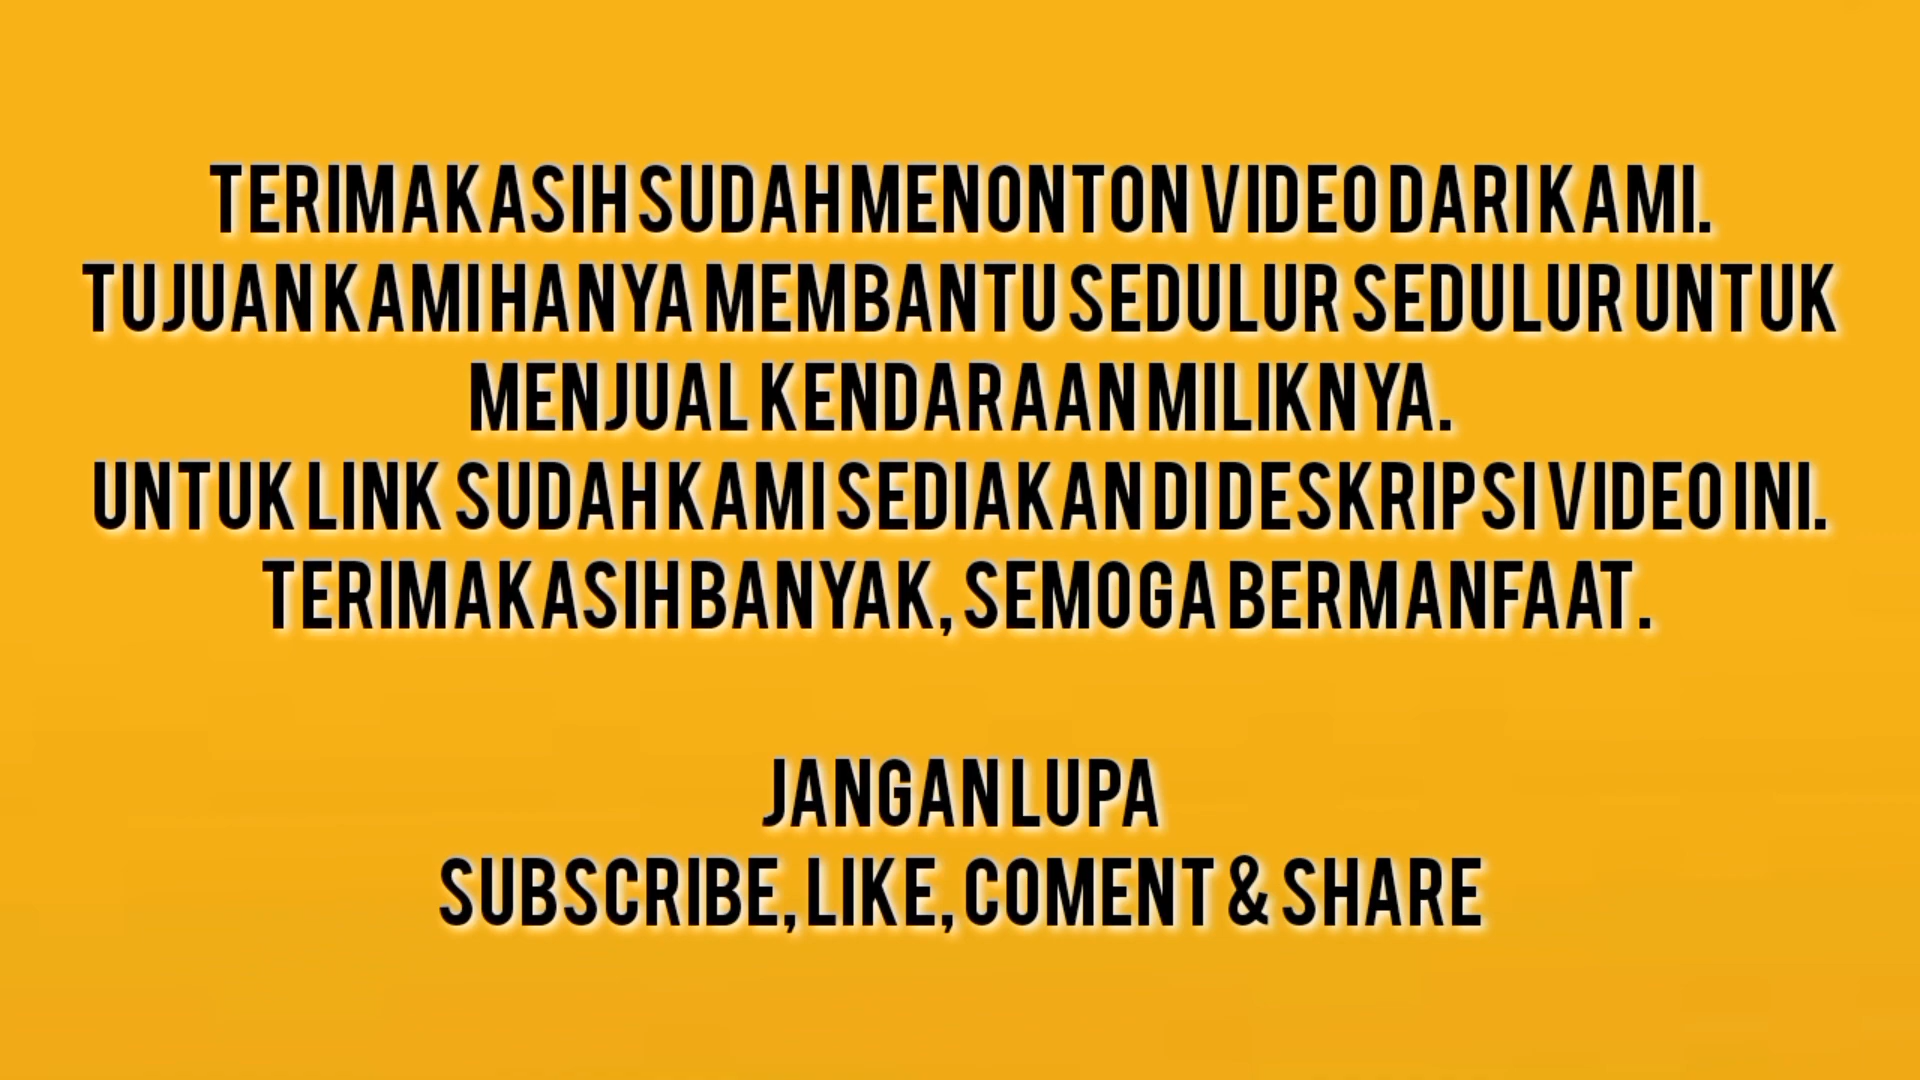 TERIMAKASIH SUDAH MENONTON VIDEO DARI KAMI.
TUJUAN KAMI HANYA MEMBANTU SEDULUR SEDULUR UNTUK
MENJUAL KENDARAAN MILIKNYA.
UNTUK LINK SUDAH KAMI SEDIAKAN DI DESKRIPSI VIDEO INI.
TERIMAKASIH BANYAK, SEMOGA BERMANFAAT.
JANGAN LUPA
SUBSCRIBE, LIKE, COMENT & SHARE